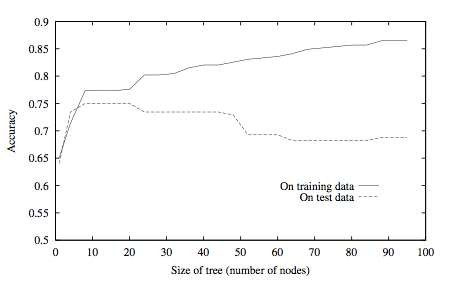 0.9
0.85
0.8
0.75
0.7
0.65
0.6
0.55
0.5
Accuracy
On training data
On test data
0 10 20 30 40 50 60 70 80 90 100
Size of tree (number of nodes)